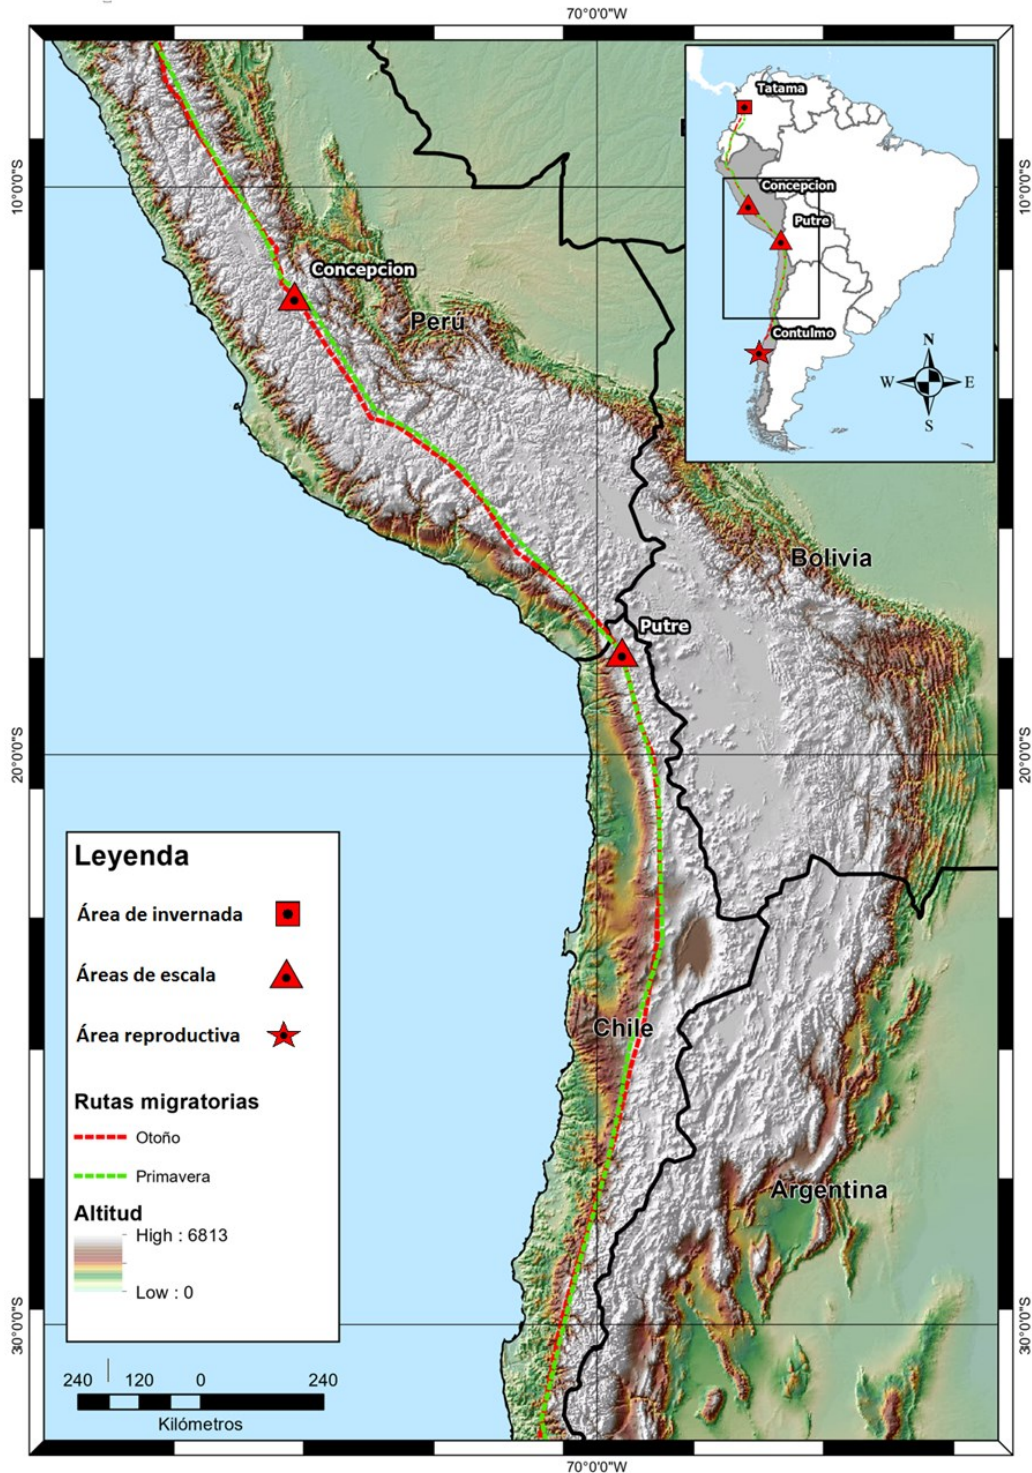 70°0'0"W
Tatama
Concepcion
Putre
Contulmo
N
W
E
S
10°0'0"S
10°0'0"S
Concepcion
Perú
Bolivia
Putre
20°0'0"S
20°0'0"S
Leyenda
Área de invernada
Áreas de escala
Área reproductiva
Rutas migratorias
Otoño
Primavera
Altitud
High : 6813
Low : 0
Chile
Argentina
30°0'0"S
30°0'0"S
240 120 0 240
Kilómetros
70°0'0"W